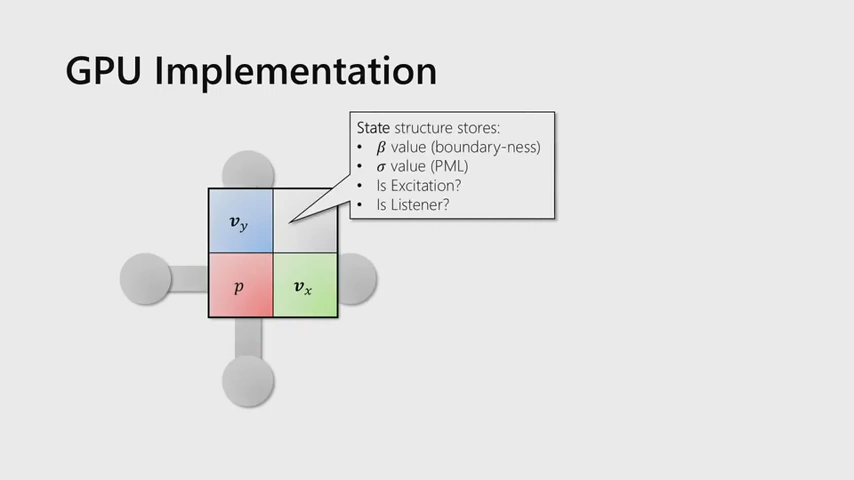 GPU Implementation
State structure stores:
• β value (boundary-ness)
• σ value (PML)
• Is Excitation?
• Is Listener?
v_y
p
v_x